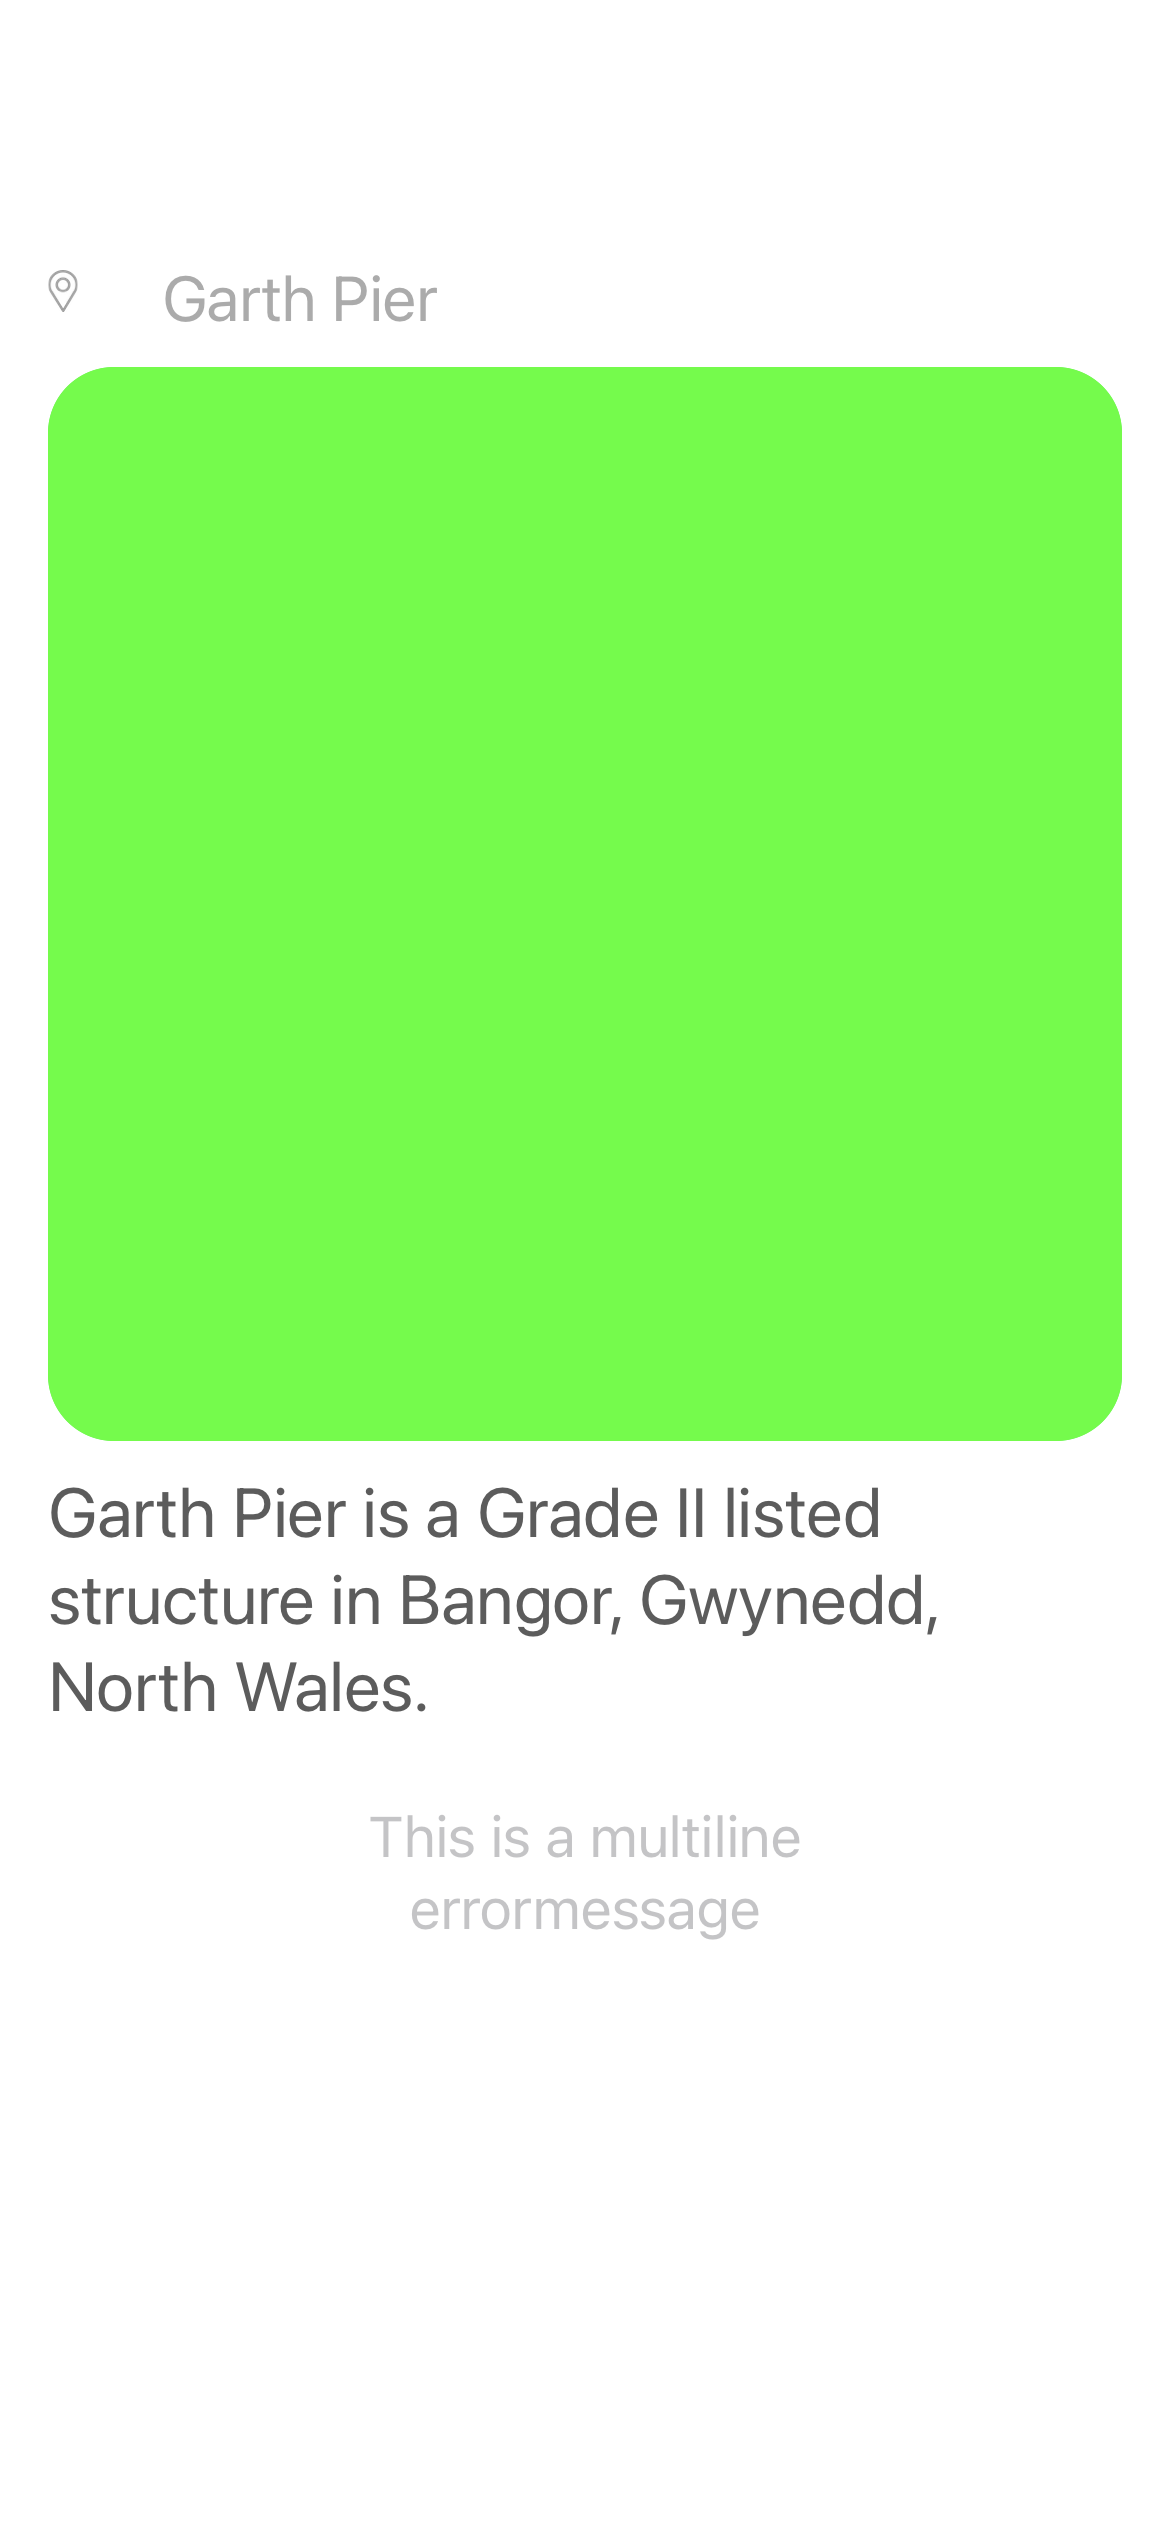 Garth Pier
Garth Pier is a Grade II listed
structure in Bangor, Gwynedd,
North Wales.
This is a multiline
errormessage